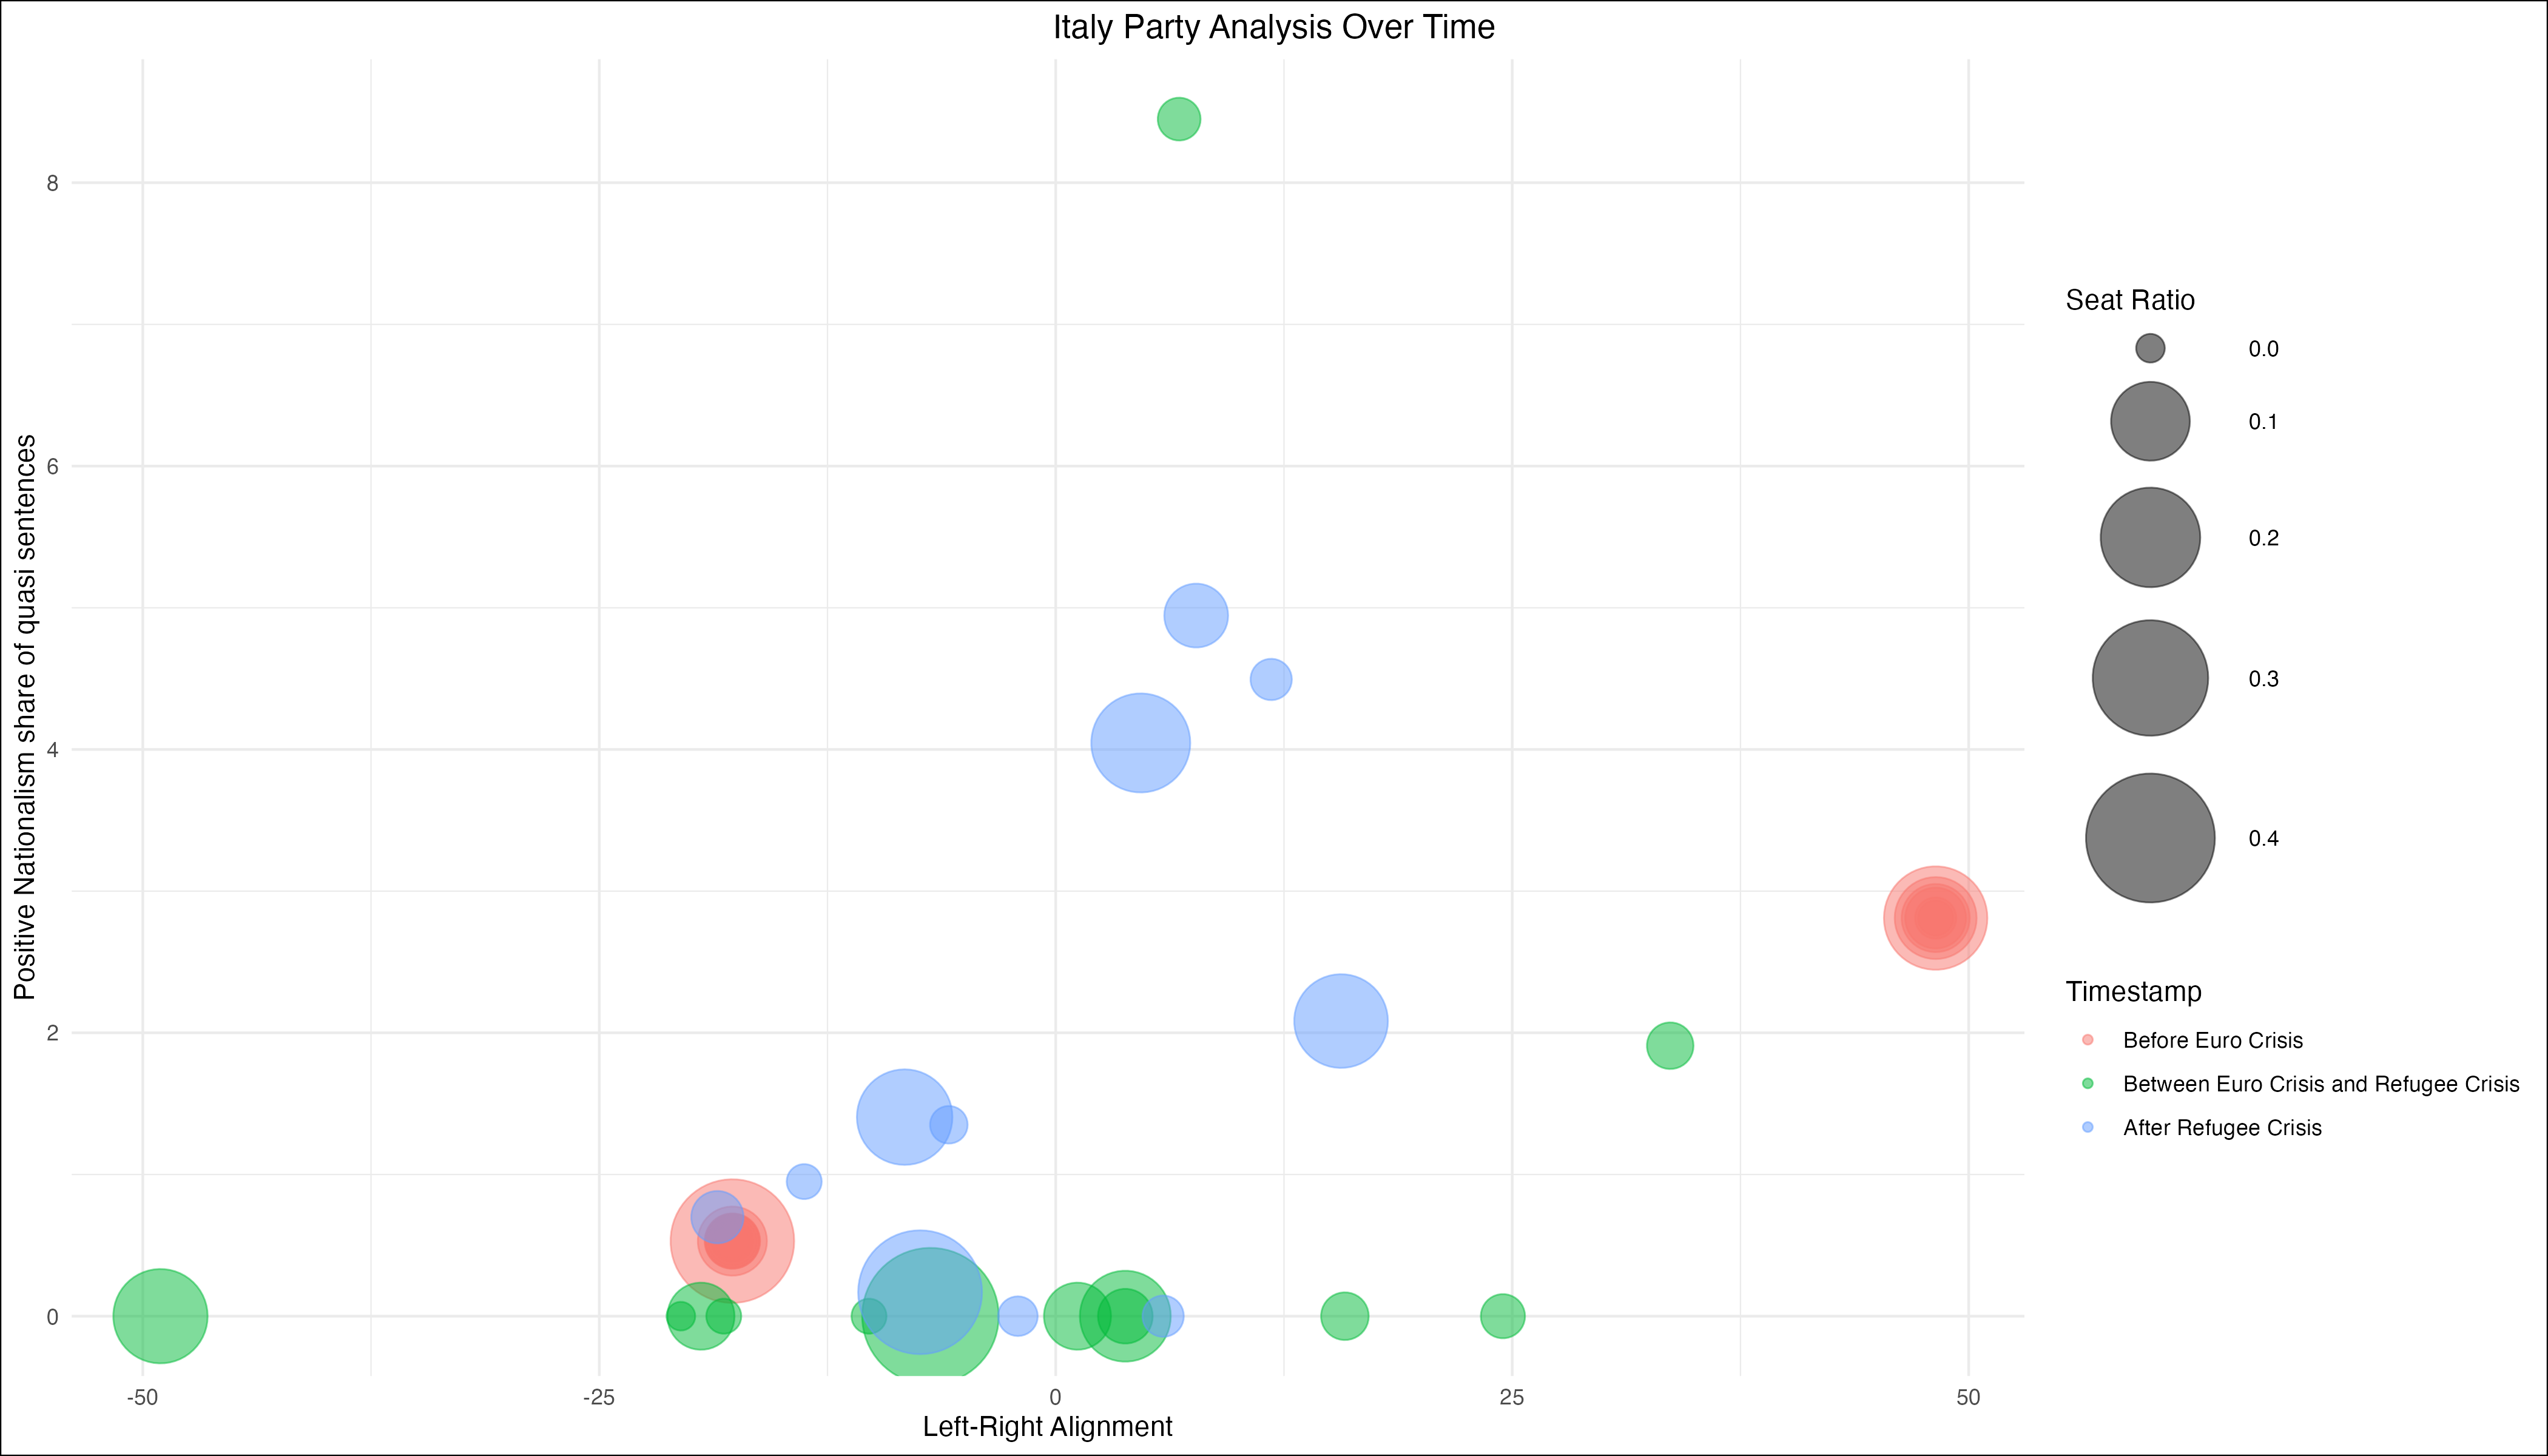 Italy Party Analysis Over Time
Positive Nationalism share of quasi sentences
8
6
4
2
0
-50
-25
0
25
50
Left-Right Alignment
Seat Ratio
0.0
0.1
0.2
0.3
0.4
Timestamp
Before Euro Crisis
Between Euro Crisis and Refugee Crisis
After Refugee Crisis